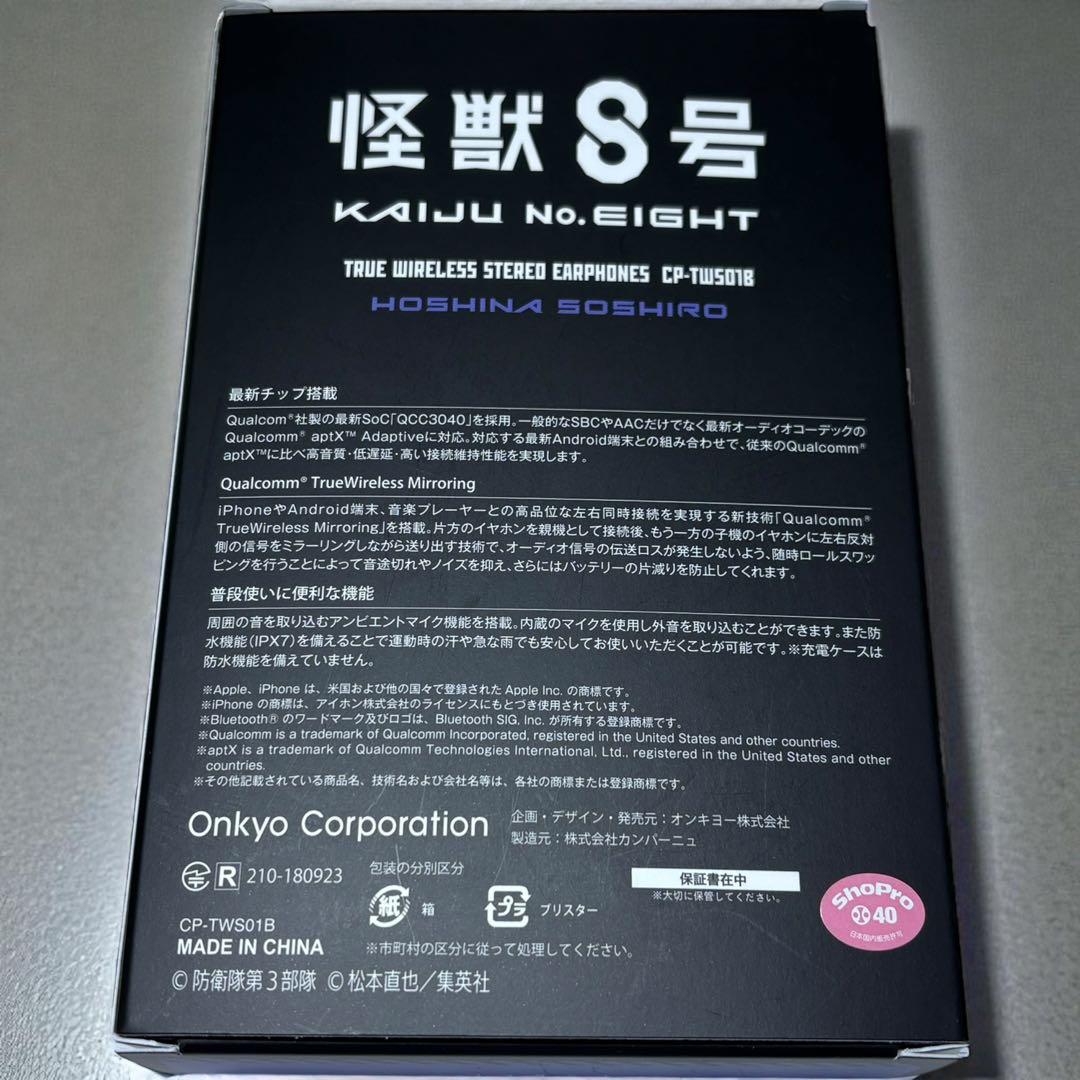 怪獣8号
KAIJU No.EIGHT
TRUE WIRELESS STEREO EARPHONES CP-TWS01B
HOSHINA SOSHIRO
最新チップ搭載
Qualcom®社製の最新SoC「QCC3040」を採用。一般的なSBCやAACだけでなく最新オーディオコーデックの
Qualcomm® aptX™ Adaptiveに対応。対応する最新Android端末との組み合わせで、従来のQualcomm®
aptX™に比べ高音質・低遅延・高い接続維持性能を実現します。
Qualcomm® TrueWireless Mirroring
iPhoneやAndroid端末、音楽プレーヤーとの高品位な左右同時接続を実現する新技術「Qualcomm®
TrueWireless Mirroring」を搭載。片方のイヤホンを親機として接続後、もう一方の子機のイヤホンに左右反対
側の信号をミラーリングしながら送り出す技術で、オーディオ信号の伝送ロスが発生しないよう、随時ロールスワッ
ピングを行うことによって音途切れやノイズを抑え、さらにはバッテリーの片減りを防止してくれます。
普段使いに便利な機能
周囲の音を取り込むアンビエントマイク機能を搭載。内蔵のマイクを使用し外音を取り込むことができます。また防
水機能(IPX7)を備えることで運動時の汗や急な雨でも安心してお使いいただくことが可能です。※充電ケースは
防水機能を備えていません。
※Apple、iPhone は、米国および他の国々で登録された Apple Inc. の商標です。
※iPhone の商標は、アイホン株式会社のライセンスにもとづき使用されています。
※Bluetooth® のワードマーク及びロゴは、Bluetooth SIG, Inc. が所有する登録商標です。
※Qualcomm is a trademark of Qualcomm Incorporated, registered in the United States and other countries.
※aptX is a trademark of Qualcomm Technologies International, Ltd., registered in the United States and other
countries.
※その他記載されている商品名、技術名および会社名等は、各社の商標または登録商標です。
Onkyo Corporation
企画・デザイン・発売元：オンキヨー株式会社
製造元：株式会社カンパーニュ
R 210-180923
包装の分別区分
紙 箱
プラ ブリスター
保証書在中
※大切に保管してください。
ShoPro
40
日本国内販売許可
CP-TWS01B
MADE IN CHINA
※市町村の区分に従って処理してください。
© 防衛隊第3部隊 © 松本直也／集英社